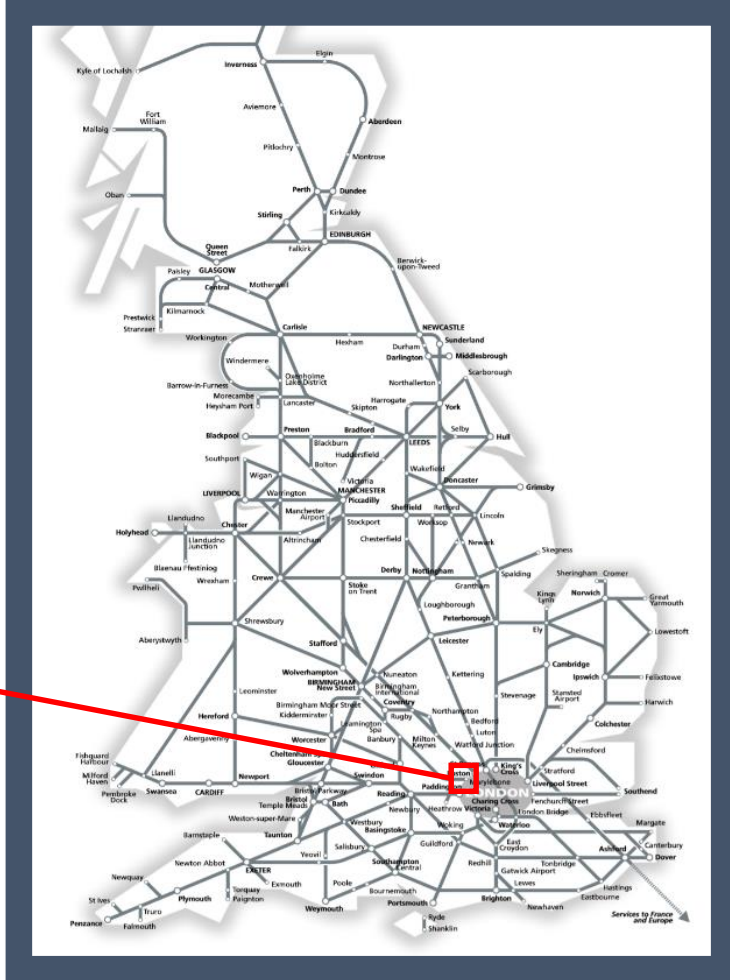 Elgin
Inverness
Kyle of Lochalsh
Aviemore
Fort
William
Aberdeen
Mallaig
Pitlochry
Montrose
Perth
Dundee
Oban
Kirkcaldy
Stirling
EDINBURGH
Queen
Street
Falkirk
Berwick-
upon-Tweed
Paisley
GLASGOW
Central
Motherwell
Prestwick
Kilmarnock
Stranraer
Carlisle
NEWCASTLE
Workington
Hexham
Sunderland
Durham
Darlington
Middlesbrough
Windermere
Oxenholme
Lake District
Scarborough
Barrow-in-Furness
Northallerton
Morecambe
Harrogate
Heysham Port
Lancaster
Skipton
York
Blackpool
Preston
Bradford
Selby
Hull
Blackburn
LEEDS
Huddersfield
Southport
Bolton
Wakefield
Wigan
Victoria
Doncaster
LIVERPOOL
Warrington
MANCHESTER
Piccadilly
Grimsby
Manchester
Airport
Sheffield
Retford
Llandudno
Stockport
Worksop
Lincoln
Holyhead
Chester
Llandudno
Junction
Altrincham
Chesterfield
Newark
Skegness
Blaenau Ffestiniog
Derby
Nottingham
Spalding
Sheringham
Cromer
Pwllheli
Wrexham
Crewe
Stoke
on Trent
Grantham
Kings
Lynn
Norwich
Great
Yarmouth
Loughborough
Peterborough
Shrewsbury
Ely
Lowestoft
Aberystwyth
Stafford
Leicester
Cambridge
Wolverhampton
Nuneaton
Kettering
Ipswich
Felixstowe
BIRMINGHAM
New Street
Birmingham
International
Stansted
Airport
Leominster
Stevenage
Birmingham Moor Street
Coventry
Harwich
Hereford
Kidderminster
Rugby
Northampton
Bedford
Colchester
Leamington
Spa
Abergavenny
Worcester
Banbury
Milton
Keynes
Luton
Chelmsford
Fishguard
Harbour
Watford Junction
Gloucester
King's
Cross
Stratford
Milford
Haven
Llanelli
Newport
Swindon
Marylebone
Liverpool Street
Pembroke
Dock
Swansea
CARDIFF
Bristol Parkway
Reading
LONDON
Southend
Bristol
Temple Meads
Bath
Newbury
Heathrow
Victoria
Charing Cross
Fenchurch Street
London Bridge
Ebbsfleet
Weston-super-Mare
Westbury
Basingstoke
Woking
Waterloo
Margate
Barnstaple
Taunton
Salisbury
Guildford
East
Croydon
Canterbury
Ashford
Dover
Newton Abbot
Yeovil
Southampton
Central
Redhill
Gatwick Airport
Tonbridge
Newquay
EXETER
Exmouth
Poole
Bournemouth
Lewes
Hastings
St Ives
Plymouth
Torquay
Paignton
Weymouth
Portsmouth
Brighton
Newhaven
Eastbourne
Truro
Penzance
Falmouth
Ryde
Shanklin
Services to France
and Europe